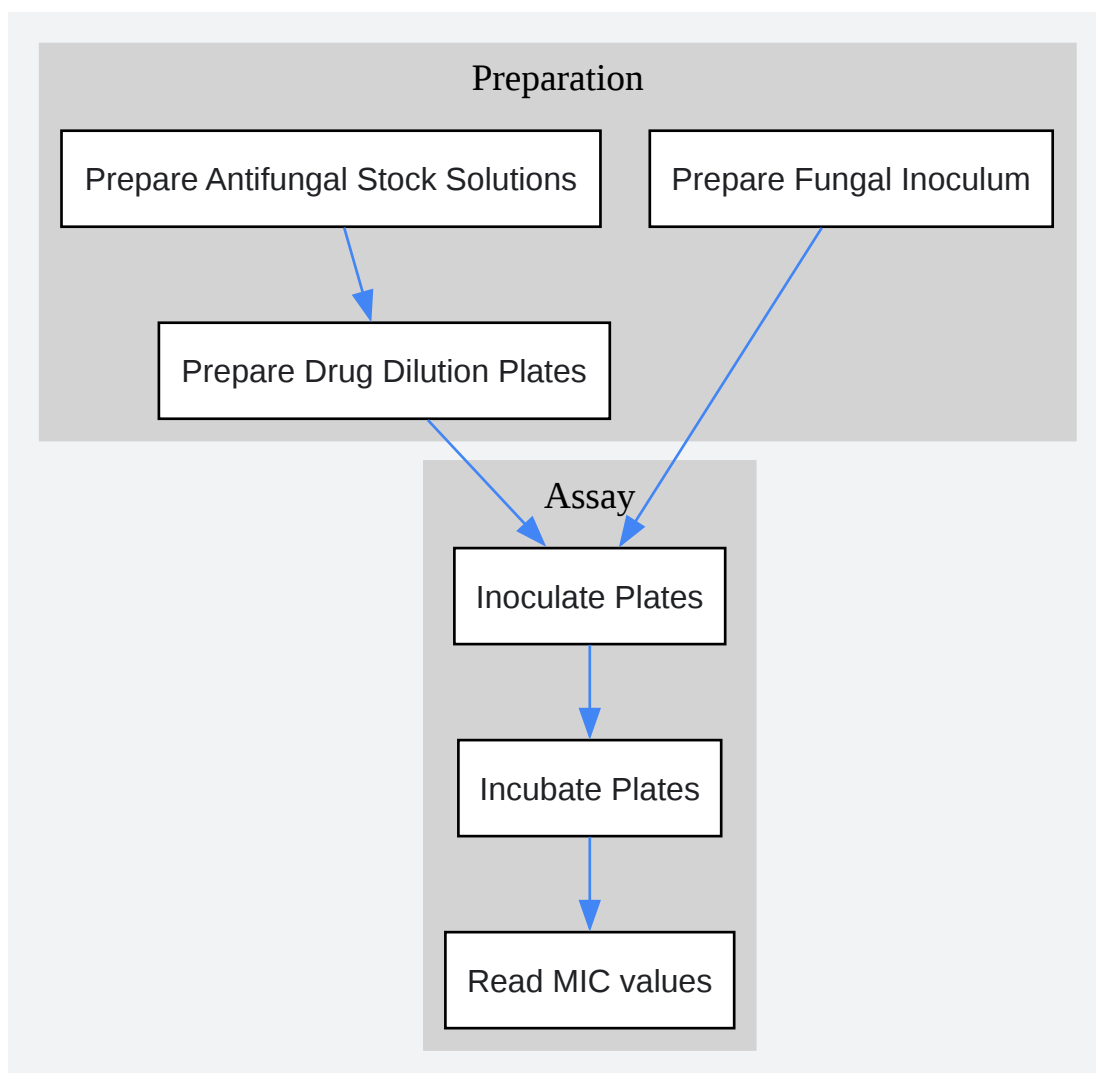 Preparation
Prepare Antifungal Stock Solutions
Prepare Fungal Inoculum
Prepare Drug Dilution Plates
Assay
Inoculate Plates
Incubate Plates
Read MIC values